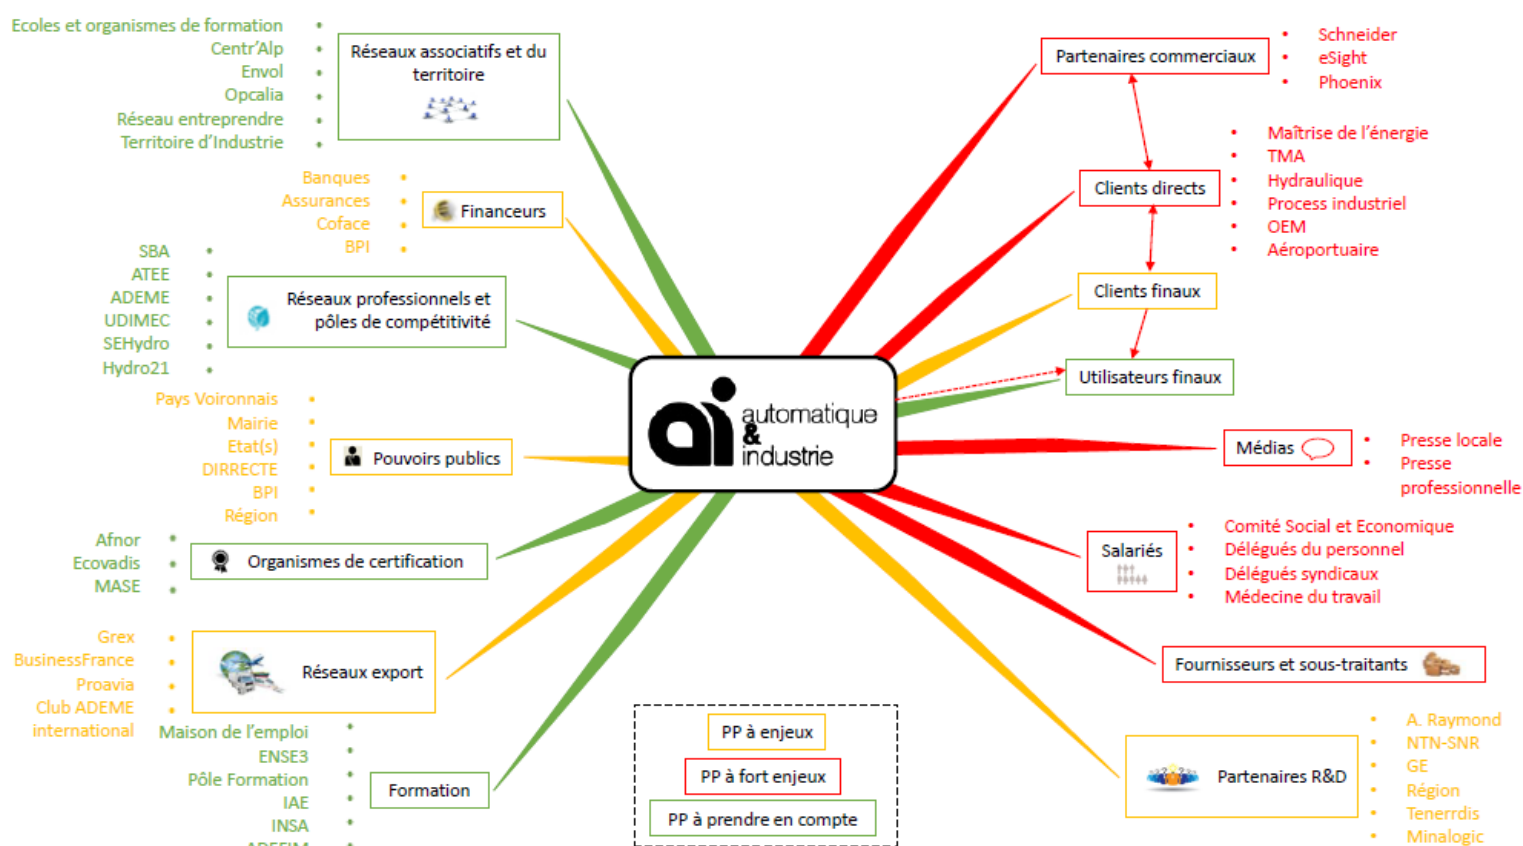 Ecoles et organismes de formation
Centr'Alp
Envol
Opcalia
Réseau entreprendre
Territoire d'Industrie
Réseaux associatifs et du
territoire
Banques
Assurances
Coface
BPI
Financeurs
SBA
ATEE
ADEME
UDIMEC
SEHydro
Hydro21
Réseaux professionnels et
pôles de compétitivité
Pays Voironnais
Mairie
Etat(s)
DIRRECTE
BPI
Région
Pouvoirs publics
Afnor
Ecovadis
MASE
Organismes de certification
Grex
BusinessFrance
Proavia
Club ADEME
international
Réseaux export
Maison de l'emploi
ENSE3
Pôle Formation
IAE
INSA
Formation
ai
automatique
&
industrie
PP à enjeux
PP à fort enjeux
PP à prendre en compte
Partenaires commerciaux
Schneider
eSight
Phoenix
Clients directs
Maîtrise de l'énergie
TMA
Hydraulique
Process industriel
OEM
Aéroportuaire
Clients finaux
Utilisateurs finaux
Médias
Presse locale
Presse
professionnelle
Salariés
Comité Social et Economique
Délégués du personnel
Délégués syndicaux
Médecine du travail
Fournisseurs et sous-traitants
Partenaires R&D
A. Raymond
NTN-SNR
GE
Région
Tenerrdis
Minalogic